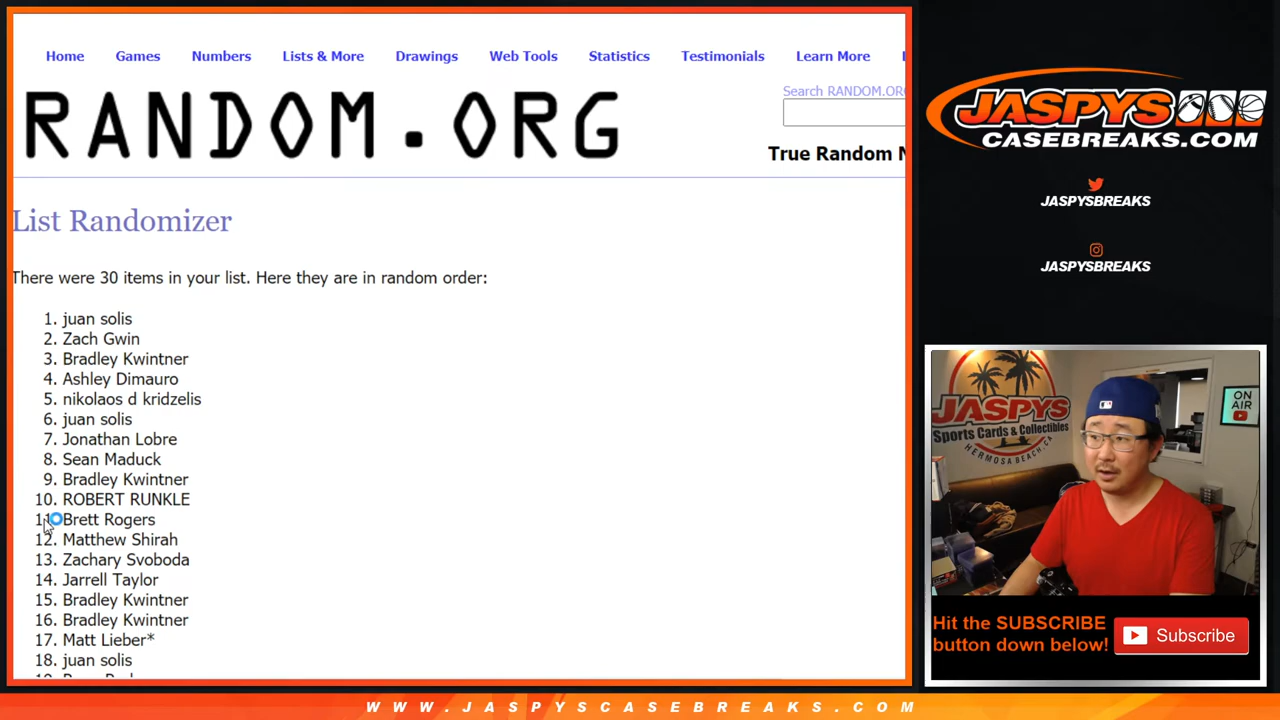 Home Games Numbers Lists & More Drawings Web Tools Statistics Testimonials Learn More
RANDOM.ORG
Search RANDOM.ORG
True Random
List Randomizer
There were 30 items in your list. Here they are in random order:
1. juan solis
2. Zach Gwin
3. Bradley Kwintner
4. Ashley Dimauro
5. nikolaos d kridzelis
6. juan solis
7. Jonathan Lobre
8. Sean Maduck
9. Bradley Kwintner
10. ROBERT RUNKLE
11. Brett Rogers
12. Matthew Shirah
13. Zachary Svoboda
14. Jarrell Taylor
15. Bradley Kwintner
16. Bradley Kwintner
17. Matt Lieber*
18. juan solis
JASPYS
CASEBREAKS.COM
JASPYSBREAKS
JASPYSBREAKS
JASPYS
Sports Cards & Collectibles
HERMOSA BEACH, CA
ON
AIR
Hit the SUBSCRIBE
button down below!
Subscribe
WWW.JASPYSCASEBREAKS.COM